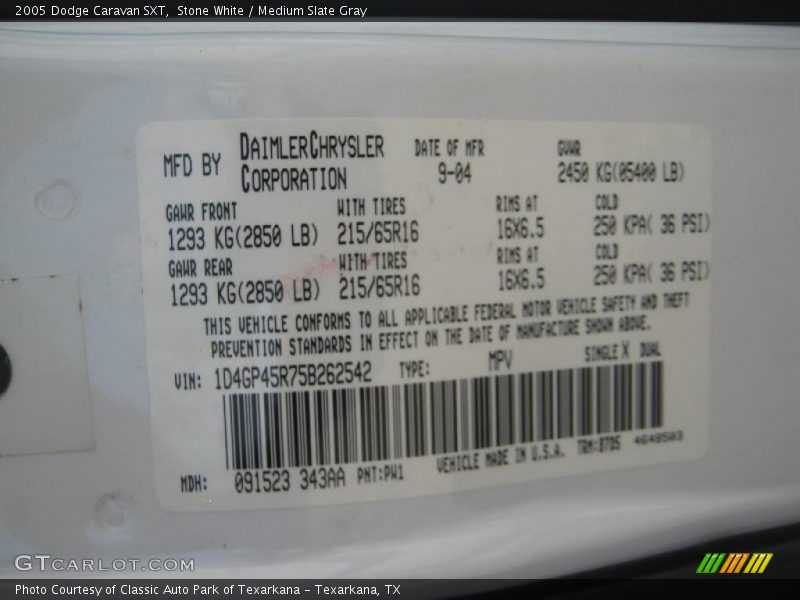 2005 Dodge Caravan SXT,  Stone White / Medium Slate Gray
MFD BY DAIMLERCHRYSLER CORPORATION
DATE OF MFR 9-04
GVWR 2450 KG(05400 LB)
GAWR FRONT WITH TIRES RIMS AT COLD
1293 KG(2850 LB) 215/65R16 16X6.5 250 KPA( 36 PSI)
GAWR REAR WITH TIRES RIMS AT COLD
1293 KG(2850 LB) 215/65R16 16X6.5 250 KPA( 36 PSI)
THIS VEHICLE CONFORMS TO ALL APPLICABLE FEDERAL MOTOR VEHICLE SAFETY AND THEFT
PREVENTION STANDARDS IN EFFECT ON THE DATE OF MANUFACTURE SHOWN ABOVE.
VIN: 1D4GP45R75B262542 TYPE: MPV SINGLE X DUAL
MDH: 091523 343AA PNT:PW1 VEHICLE MADE IN U.S.A. TRM:B7D5 4648503
GTCARLOT.COM
Photo Courtesy of Classic Auto Park of Texarkana – Texarkana, TX